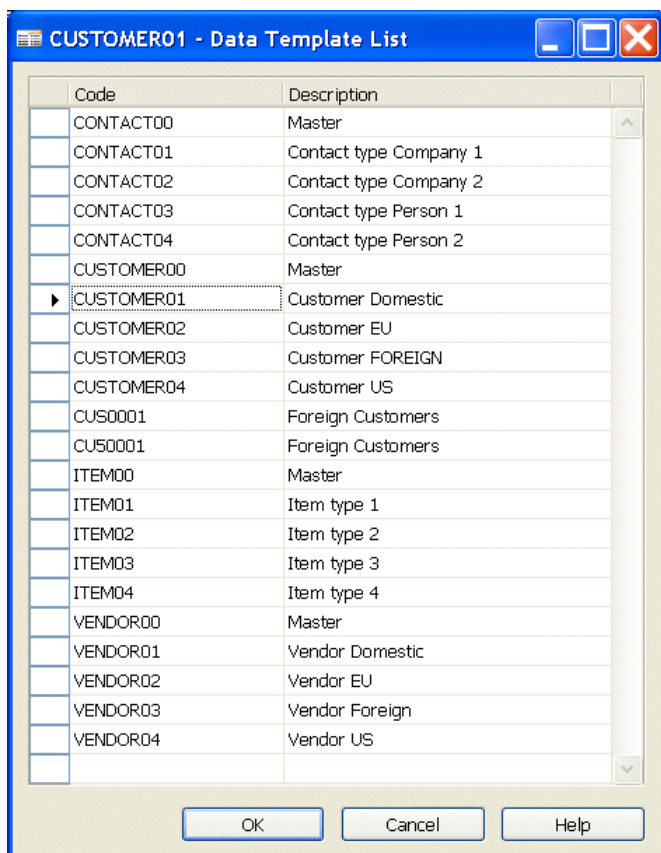 CUSTOMER01 - Data Template List
Code Description
CONTACT00 Master
CONTACT01 Contact type Company 1
CONTACT02 Contact type Company 2
CONTACT03 Contact type Person 1
CONTACT04 Contact type Person 2
CUSTOMER00 Master
CUSTOMER01 Customer Domestic
CUSTOMER02 Customer EU
CUSTOMER03 Customer FOREIGN
CUSTOMER04 Customer US
CUS0001 Foreign Customers
CU50001 Foreign Customers
ITEM00 Master
ITEM01 Item type 1
ITEM02 Item type 2
ITEM03 Item type 3
ITEM04 Item type 4
VENDOR00 Master
VENDOR01 Vendor Domestic
VENDOR02 Vendor EU
VENDOR03 Vendor Foreign
VENDOR04 Vendor US
OK Cancel Help